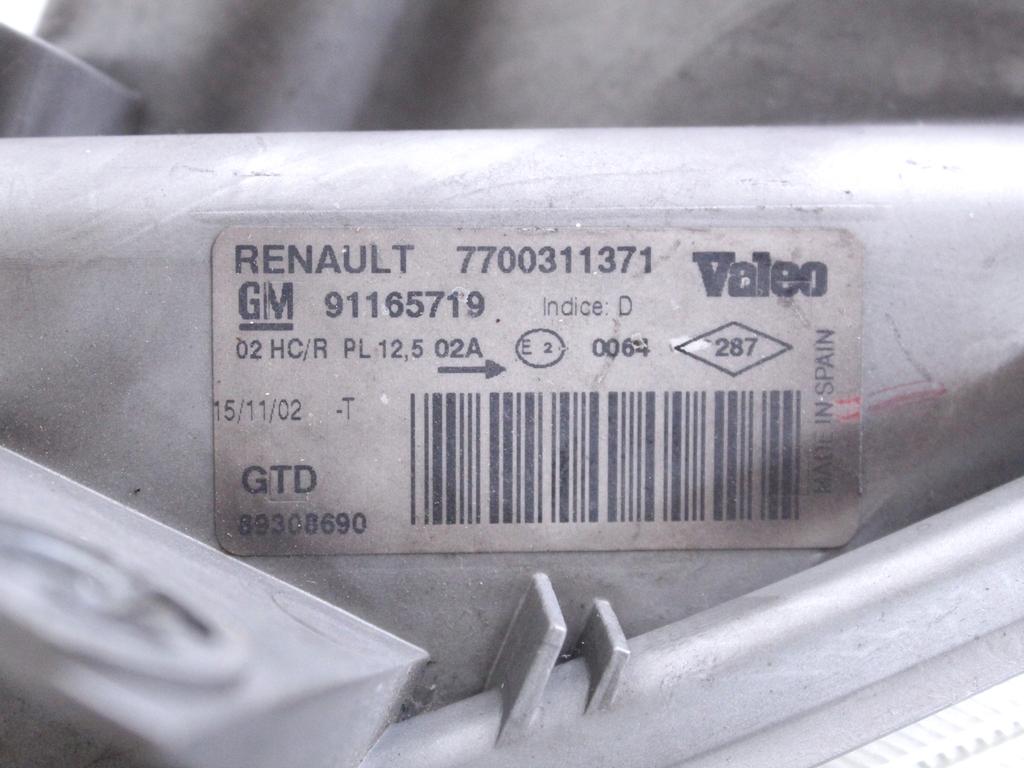 RENAULT 7700311371 Valeo
GM 91165719 Indice: D
02 HC/R PL 12,5 02A E 2 0064 287
15/11/02 -T
GTD
89308690
MADE IN SPAIN